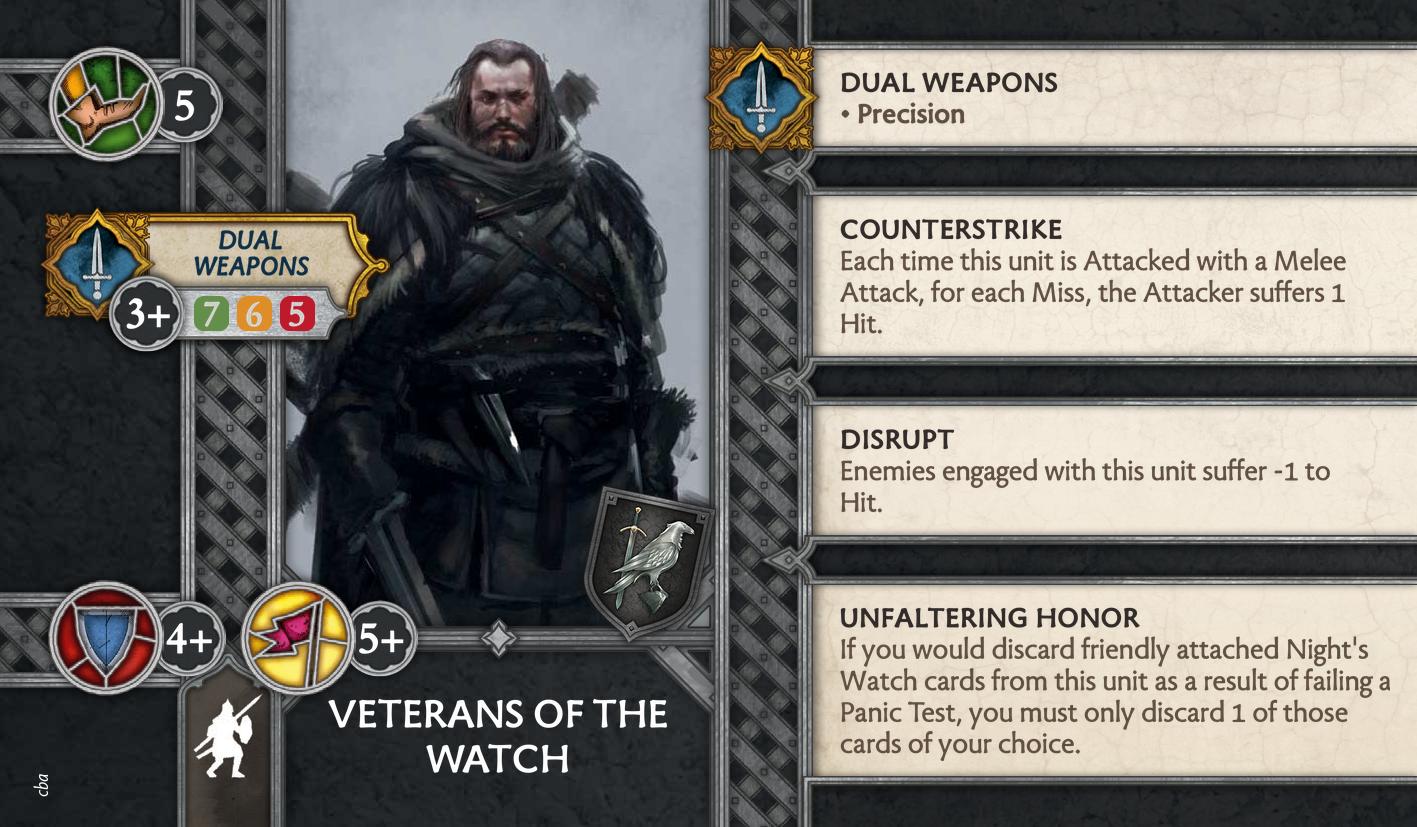 5
DUAL
WEAPONS
3+ 7 6 5
4+ 5+
VETERANS OF THE
WATCH
cba
DUAL WEAPONS
• Precision
COUNTERSTRIKE
Each time this unit is Attacked with a Melee
Attack, for each Miss, the Attacker suffers 1
Hit.
DISRUPT
Enemies engaged with this unit suffer -1 to
Hit.
UNFALTERING HONOR
If you would discard friendly attached Night's
Watch cards from this unit as a result of failing a
Panic Test, you must only discard 1 of those
cards of your choice.